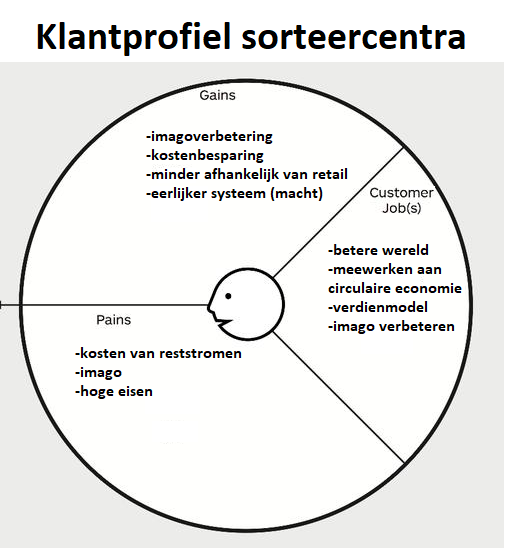 Klantprofiel sorteercentra
Gains
-imagoverbetering
-kostenbesparing
-minder afhankelijk van retail
-eerlijker systeem (macht)
Customer
Job(s)
-betere wereld
-meewerken aan
circulaire economie
-verdienmodel
-imago verbeteren
Pains
-kosten van reststromen
-imago
-hoge eisen